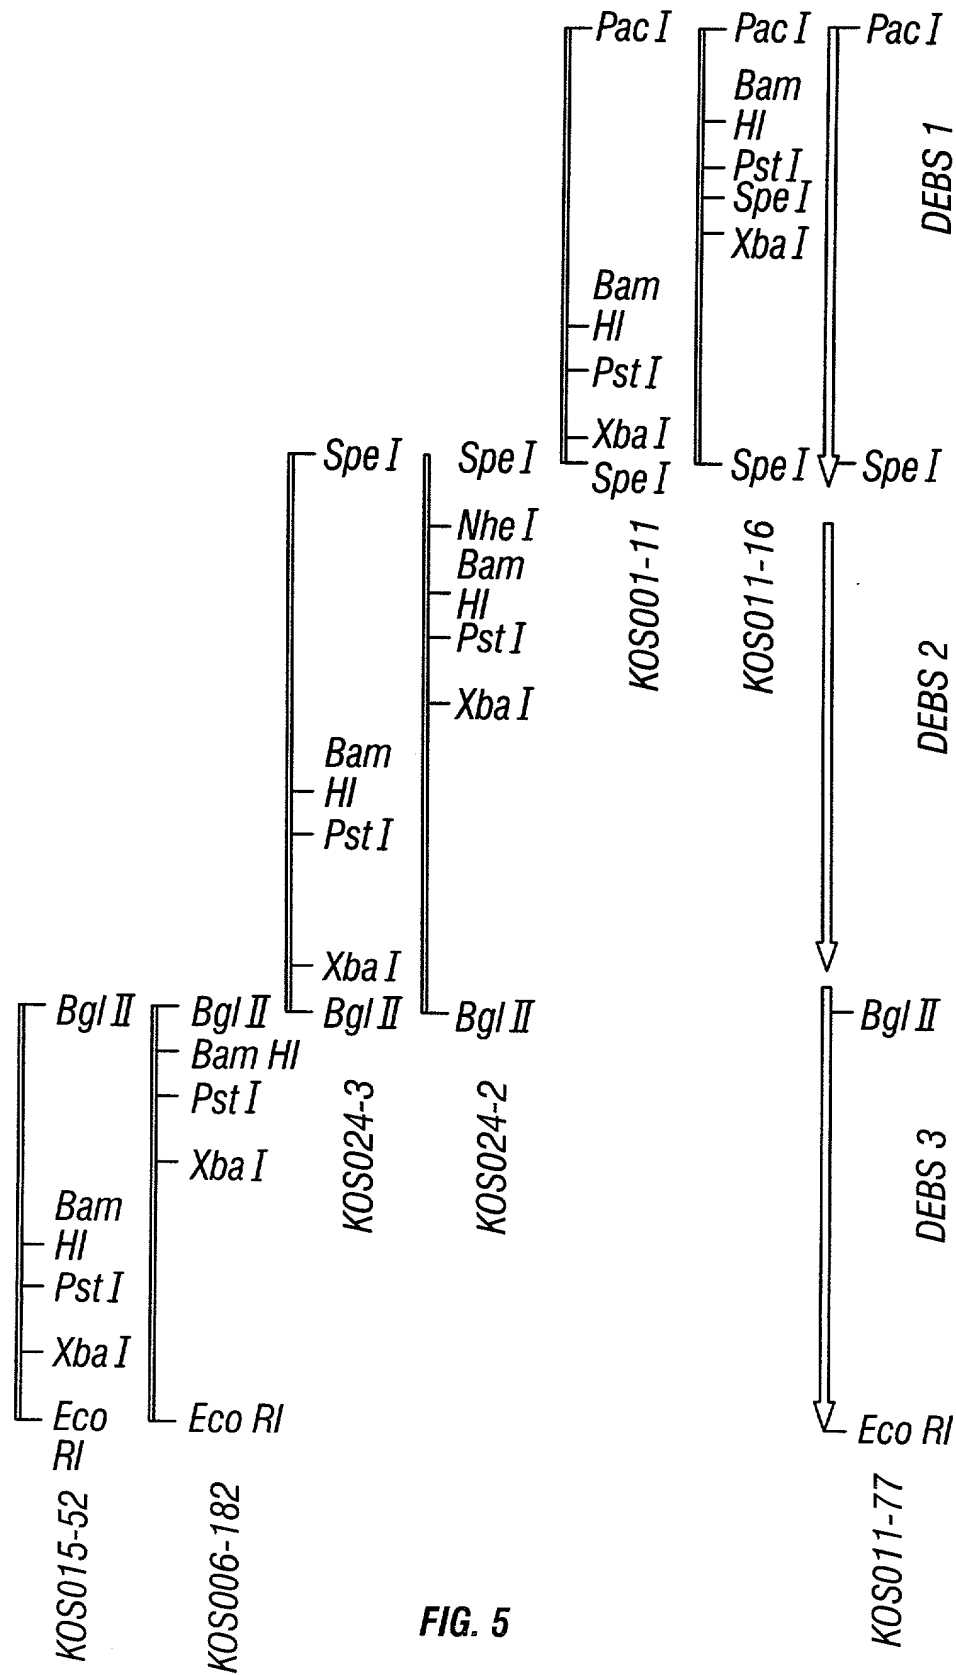 Pac I
Bam
HI
Pst I
Xba I
Spe I
KOS001-11
Pac I
Bam
HI
Pst I
Spe I
Xba I
Spe I
KOS011-16
Pac I
Spe I
Bgl II
Eco RI
KOS011-77
DEBS 1
DEBS 2
DEBS 3
Spe I
Bam
HI
Pst I
Xba I
Bgl II
KOS024-3
Spe I
Nhe I
Bam
HI
Pst I
Xba I
Bgl II
KOS024-2
Bgl II
Bam
HI
Pst I
Xba I
Eco
RI
KOS015-52
Bgl II
Bam HI
Pst I
Xba I
Eco RI
KOS006-182
FIG. 5